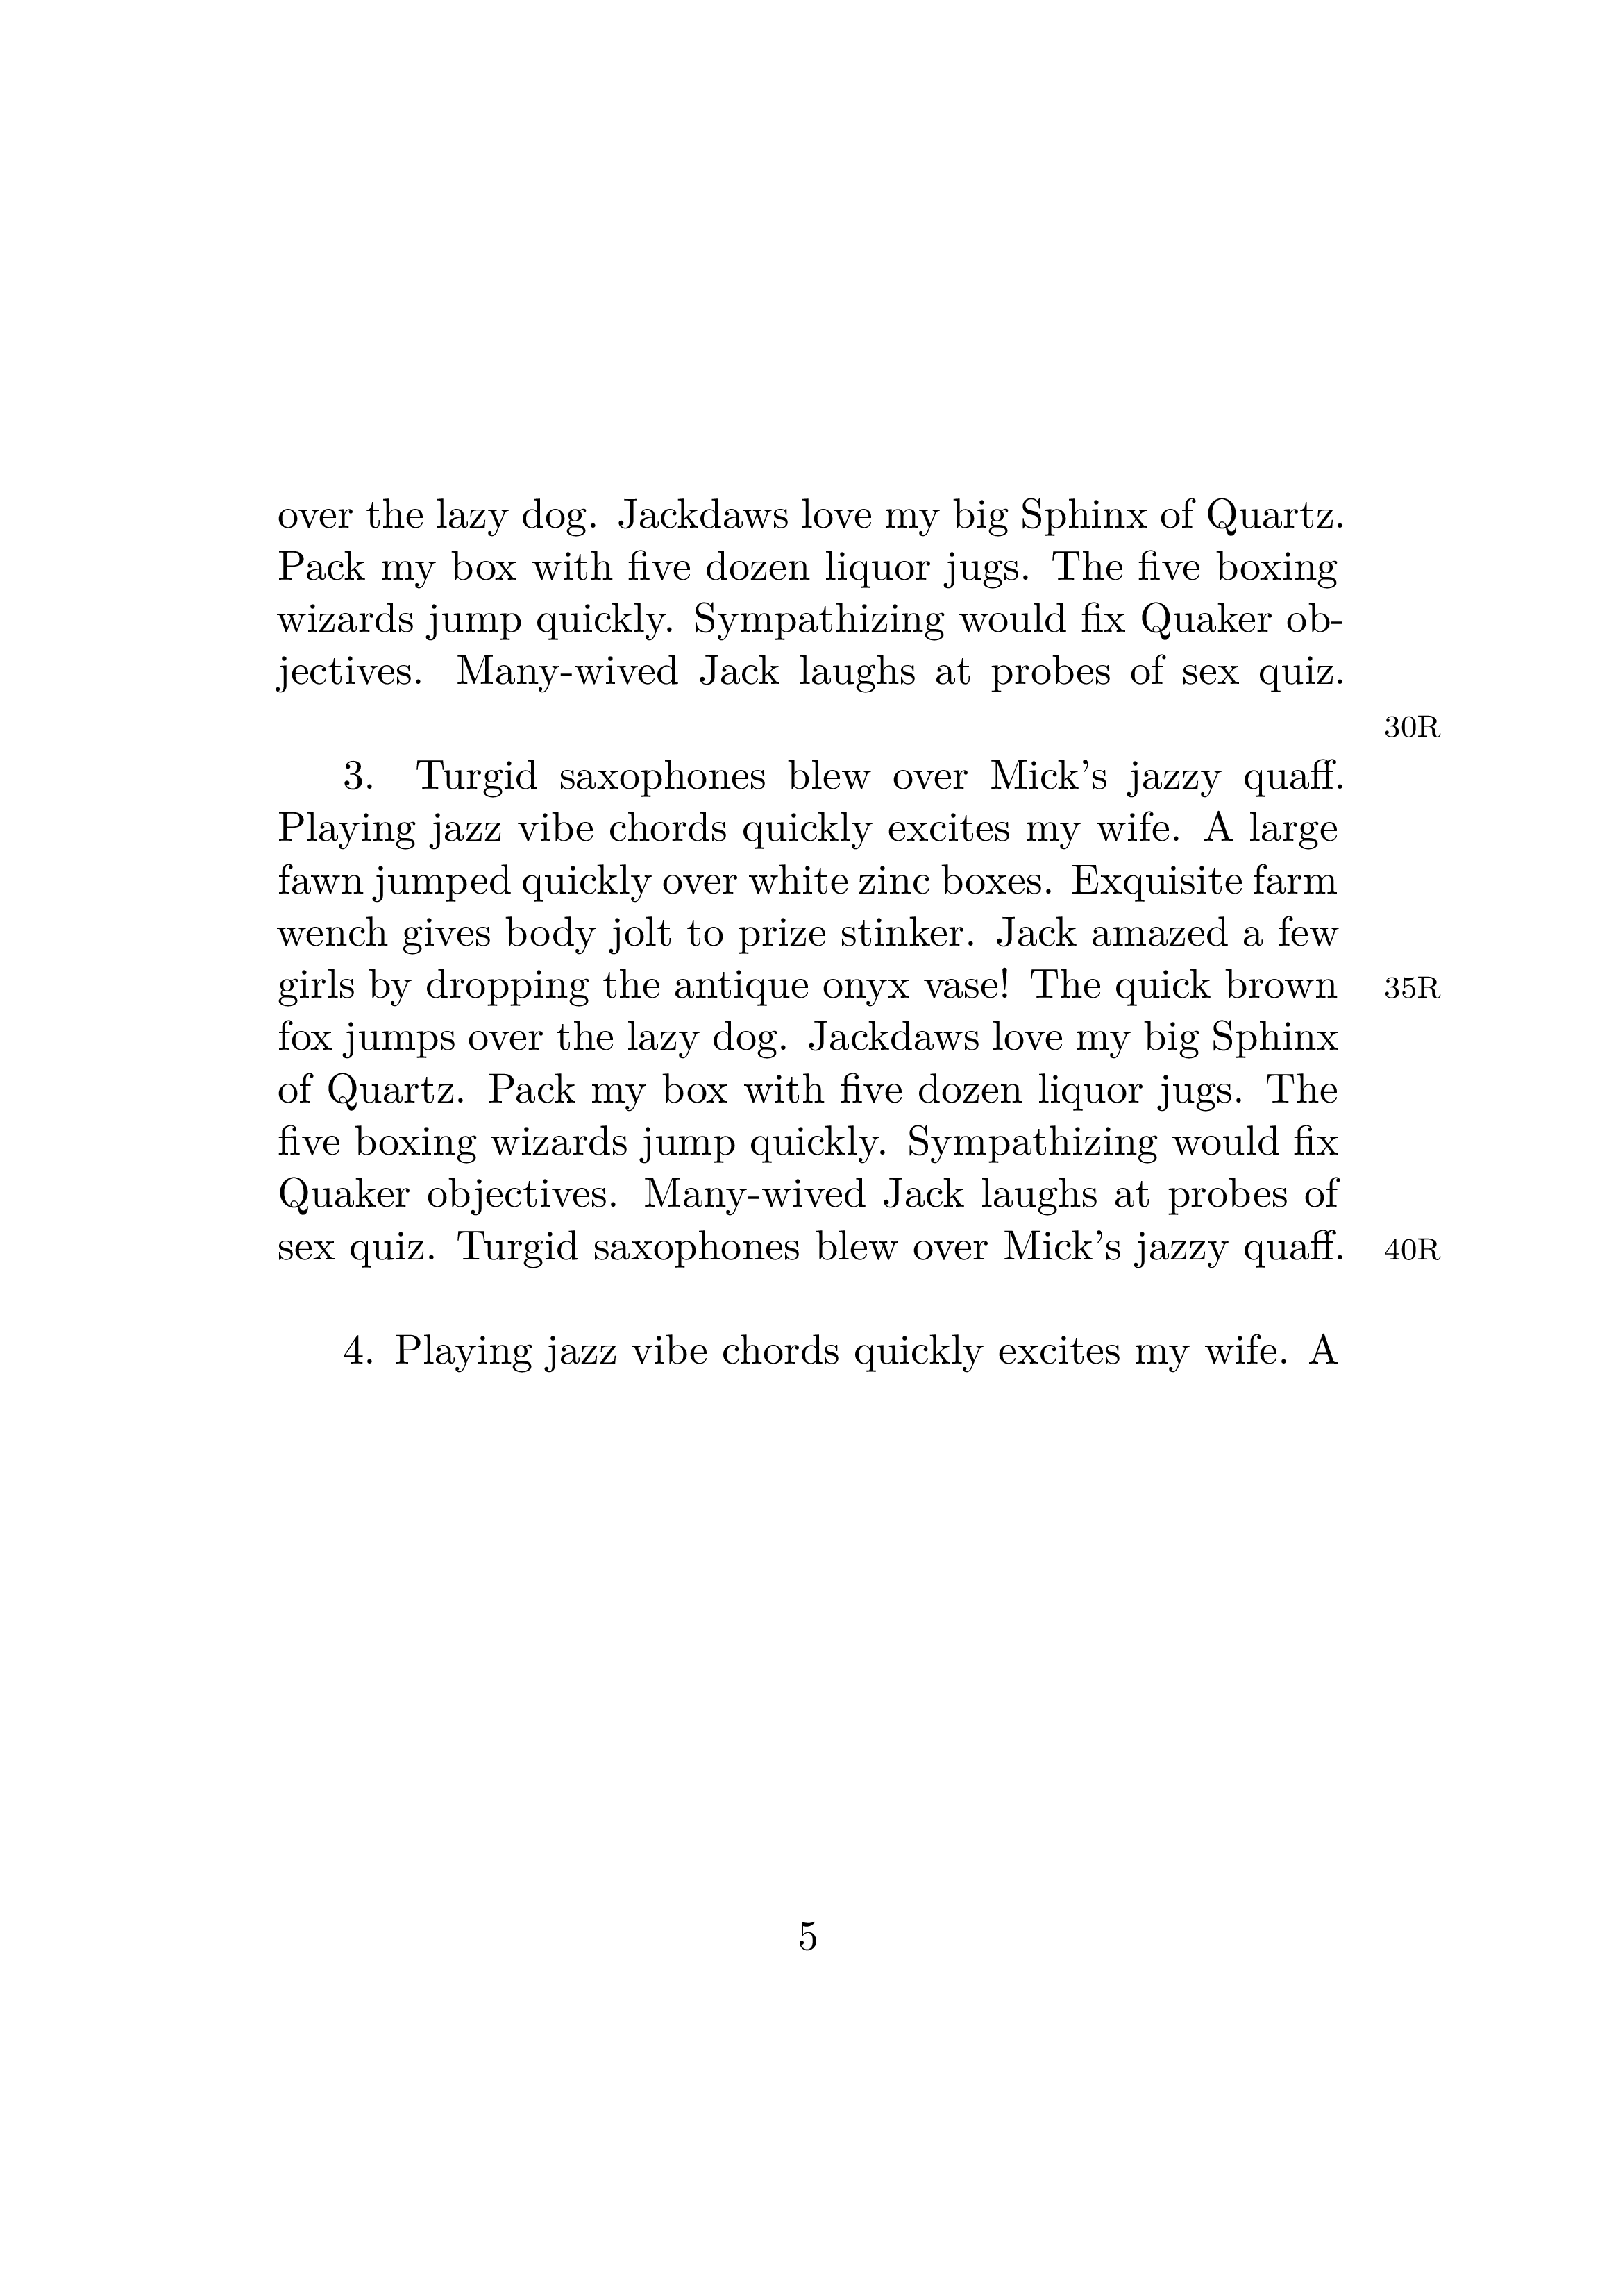 over the lazy dog. Jackdaws love my big Sphinx of Quartz.
Pack my box with five dozen liquor jugs. The five boxing
wizards jump quickly. Sympathizing would fix Quaker ob-
jectives. Many-wived Jack laughs at probes of sex quiz.
30R
3. Turgid saxophones blew over Mick's jazzy quaff.
Playing jazz vibe chords quickly excites my wife. A large
fawn jumped quickly over white zinc boxes. Exquisite farm
wench gives body jolt to prize stinker. Jack amazed a few
girls by dropping the antique onyx vase! The quick brown 35R
fox jumps over the lazy dog. Jackdaws love my big Sphinx
of Quartz. Pack my box with five dozen liquor jugs. The
five boxing wizards jump quickly. Sympathizing would fix
Quaker objectives. Many-wived Jack laughs at probes of
sex quiz. Turgid saxophones blew over Mick's jazzy quaff. 40R
4. Playing jazz vibe chords quickly excites my wife. A
5